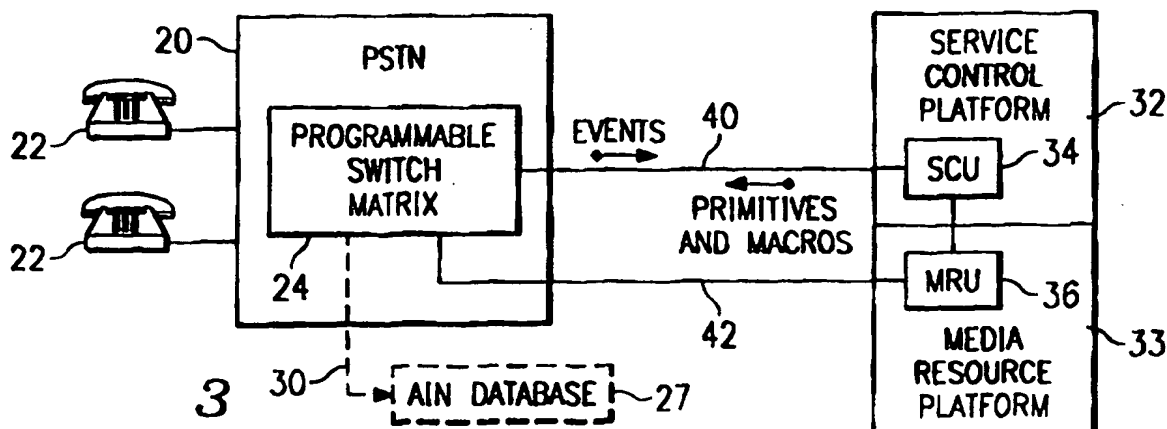 20
PSTN
22
22
PROGRAMMABLE
SWITCH
MATRIX
24
EVENTS
40
PRIMITIVES
AND MACROS
42
SERVICE
CONTROL
PLATFORM
32
SCU
34
MRU
36
MEDIA
RESOURCE
PLATFORM
33
3
30
AIN DATABASE
27